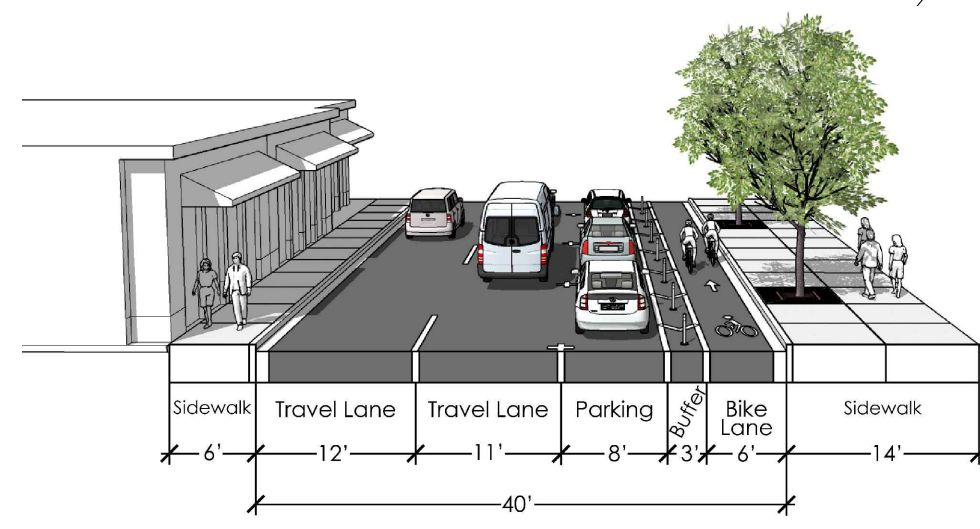 Sidewalk
Travel Lane
Travel Lane
Parking
Buffer
Bike
Lane
Sidewalk
6'
12'
11'
8'
3'
6'
14'
40'